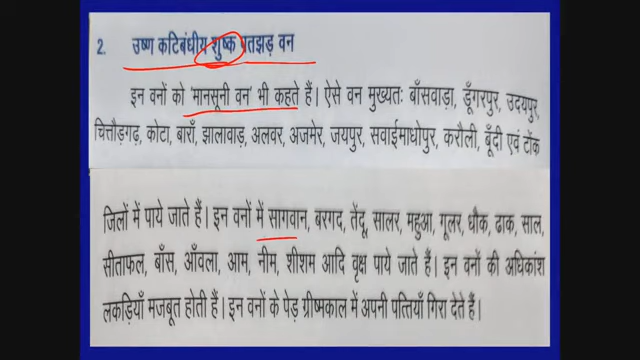 2. उष्ण कटिबंधीय शुष्क पतझड़ वन
इन वनों को 'मानसूनी वन' भी कहते हैं। ऐसे वन मुख्यतः बाँसवाड़ा, डूँगरपुर, उदयपुर,
चित्तौड़गढ़, कोटा, बाराँ, झालावाड़, अलवर, अजमेर, जयपुर, सवाईमाधोपुर, करौली, बूँदी एवं टोंक
जिलों में पाये जाते हैं। इन वनों में सागवान, बरगद, तेंदू, सालर, महुआ, गूलर, धौक, ढाक, साल,
सीताफल, बाँस, आँवला, आम, नीम, शीशम आदि वृक्ष पाये जाते हैं। इन वनों की अधिकांश
लकड़ियाँ मजबूत होती हैं। इन वनों के पेड़ ग्रीष्मकाल में अपनी पत्तियाँ गिरा देते हैं।